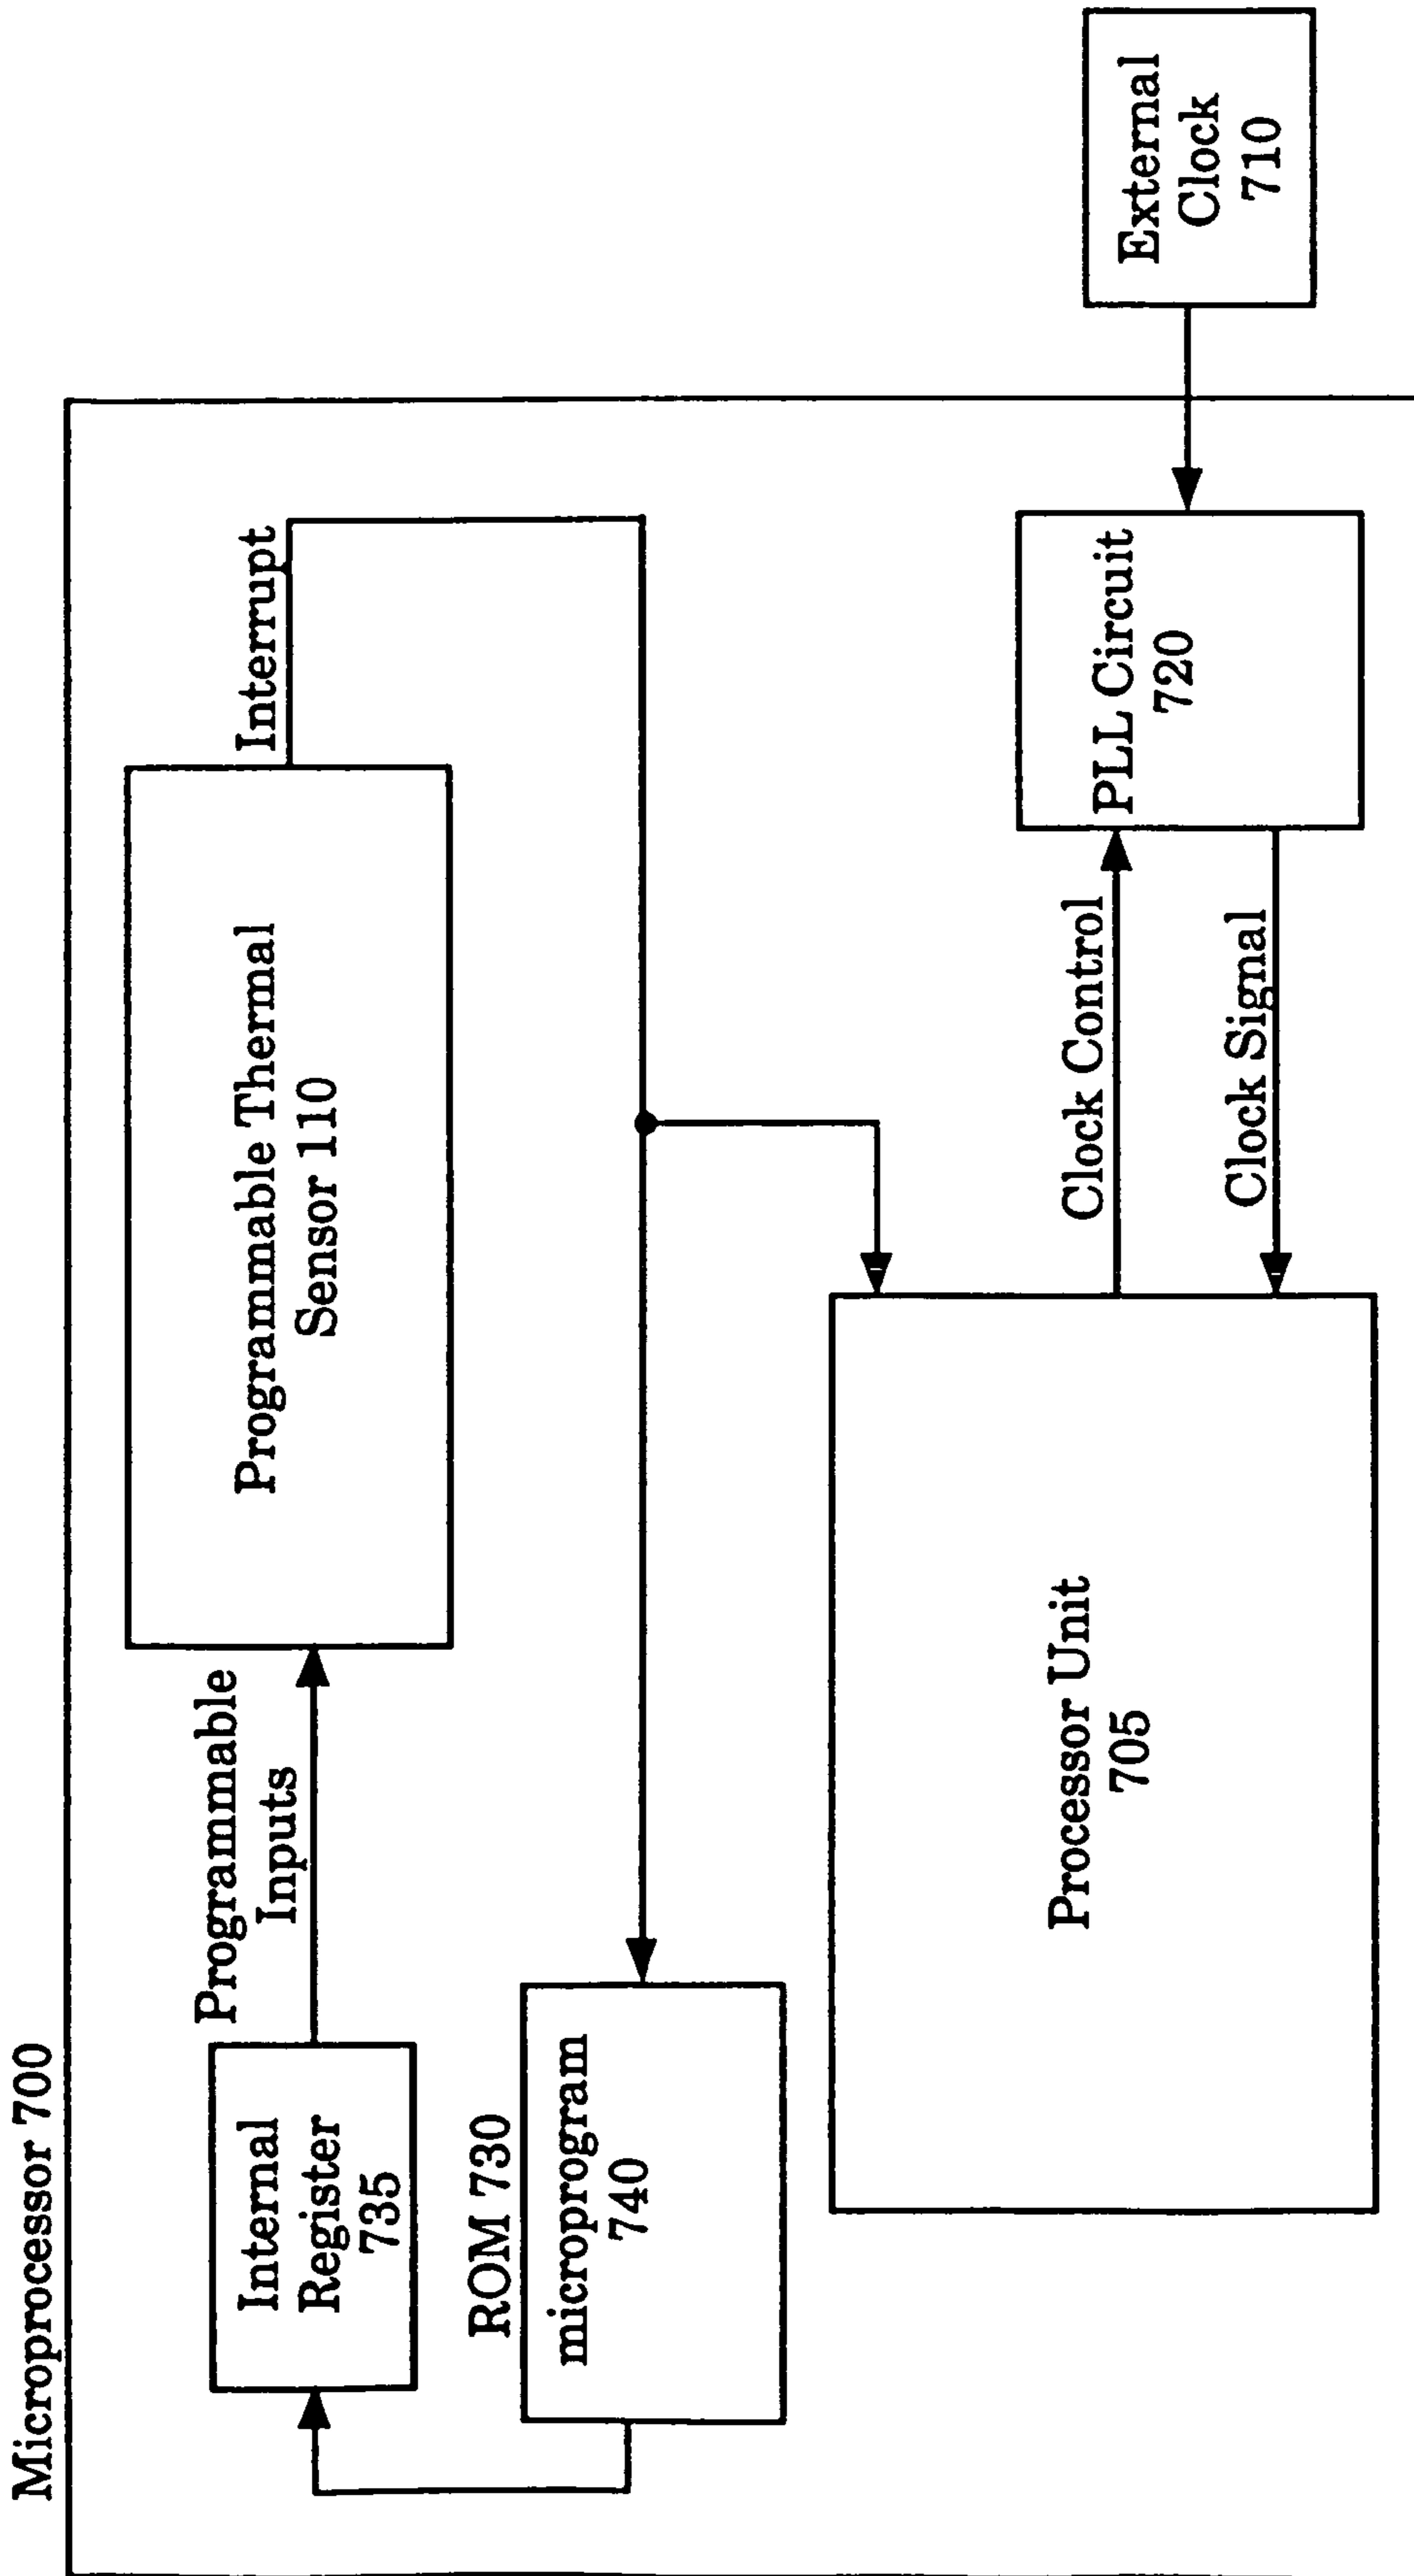 Microprocessor 700
Programmable
Inputs
Internal
Register
735
Programmable Thermal
Sensor 110
Interrupt
ROM 730
microprogram
740
Processor Unit
705
Clock Control
Clock Signal
PLL Circuit
720
External
Clock
710